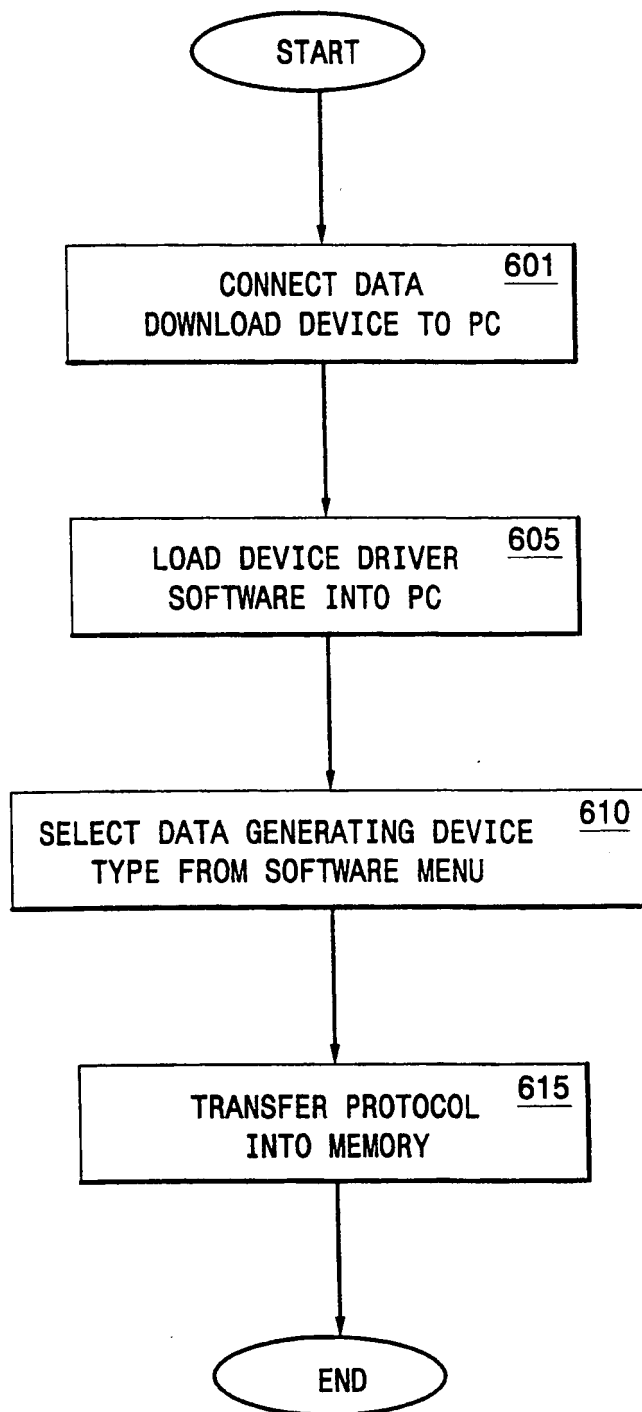 START
601
CONNECT DATA
DOWNLOAD DEVICE TO PC
605
LOAD DEVICE DRIVER
SOFTWARE INTO PC
610
SELECT DATA GENERATING DEVICE
TYPE FROM SOFTWARE MENU
615
TRANSFER PROTOCOL
INTO MEMORY
END